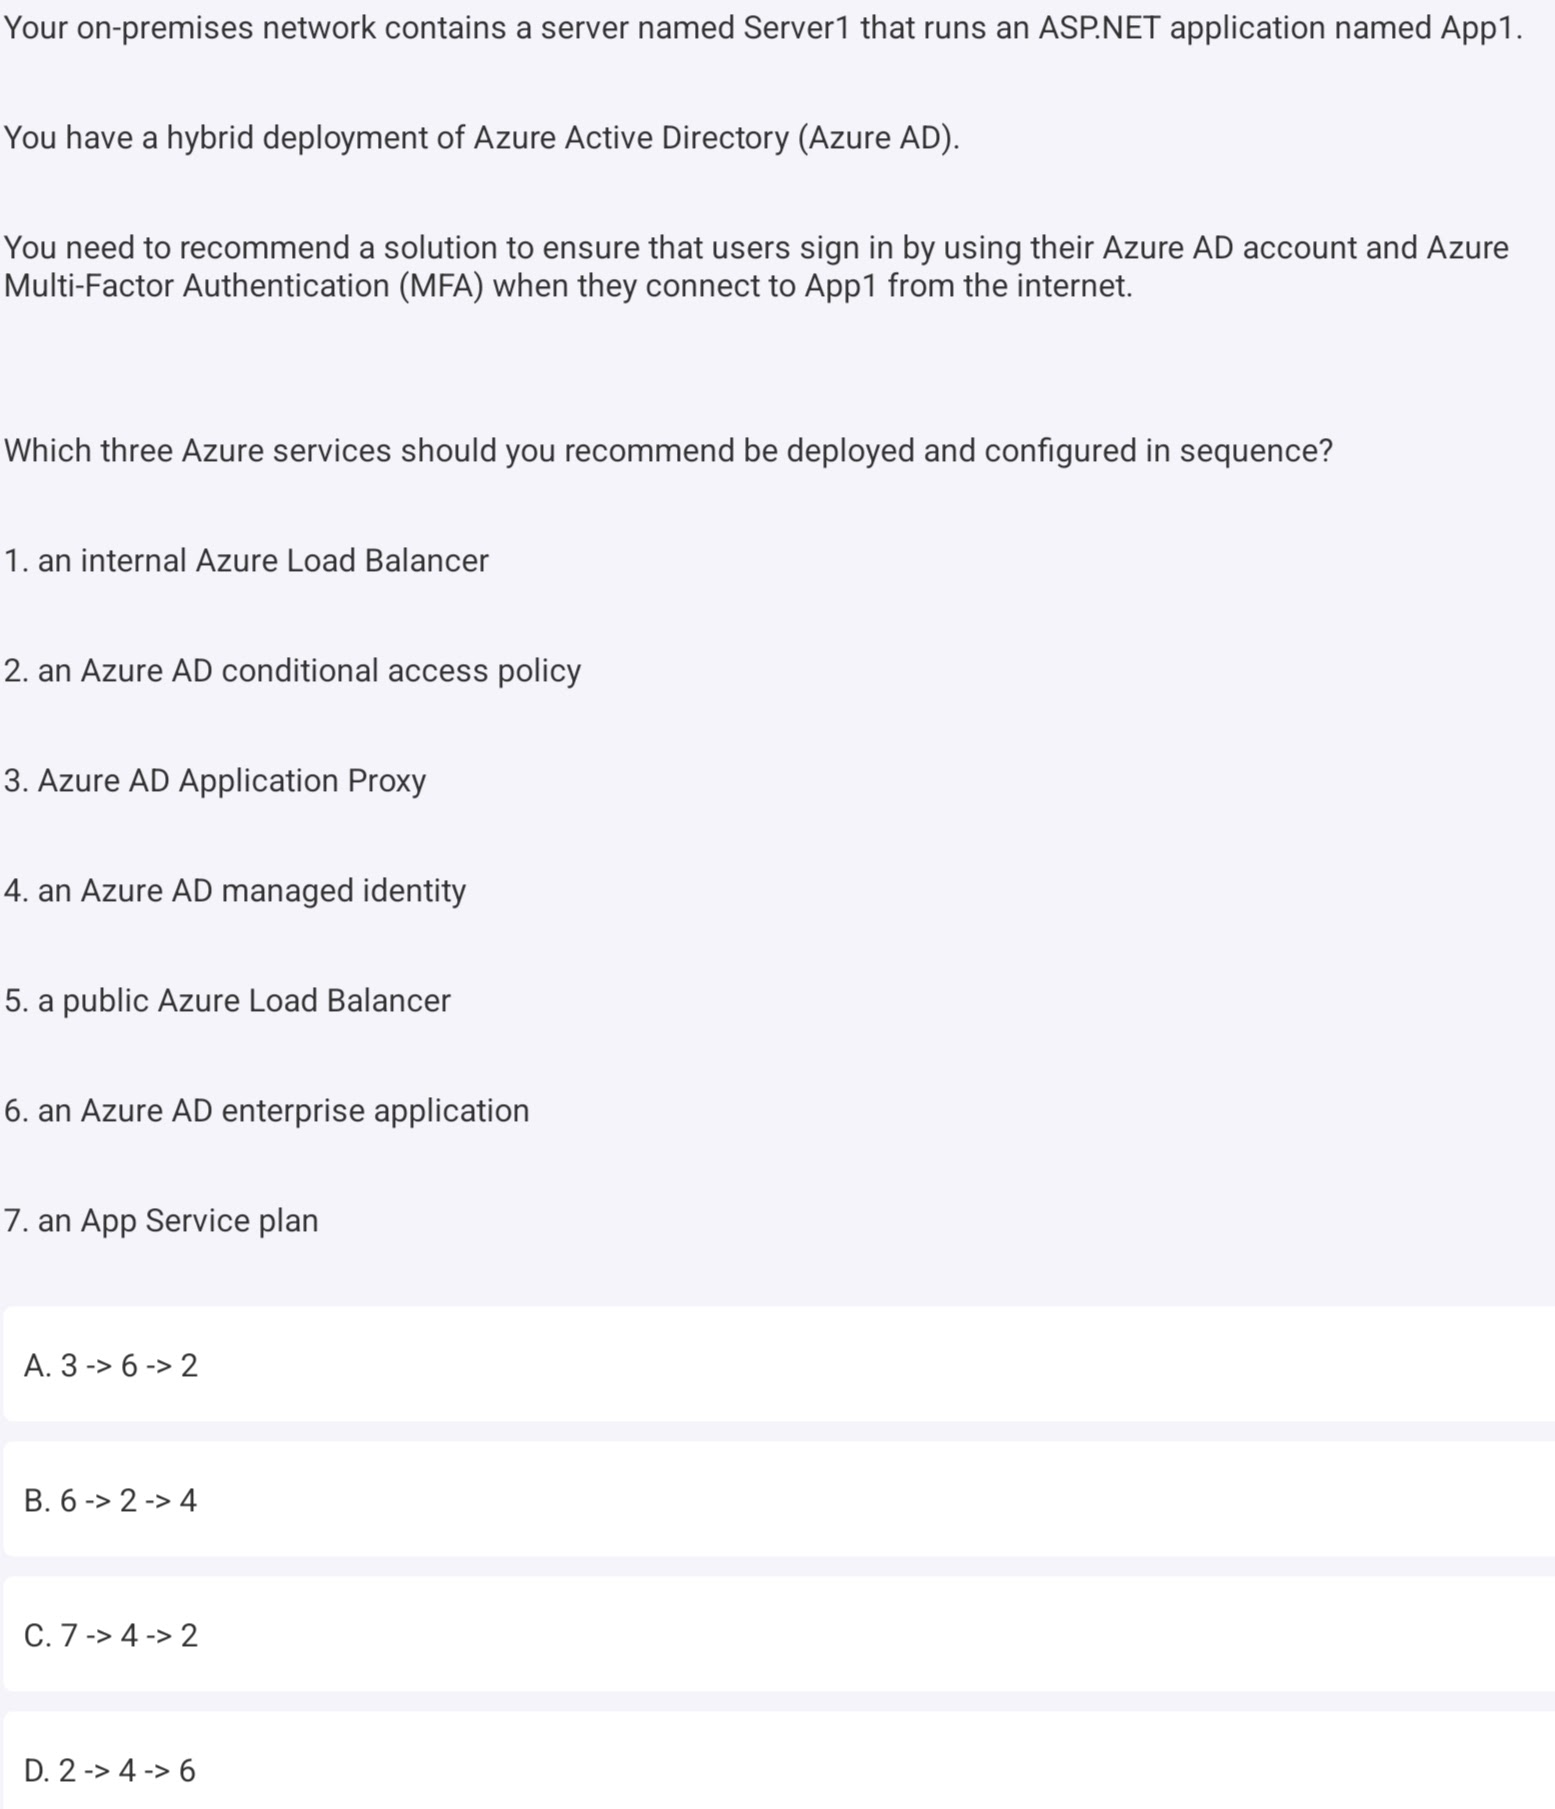 Your on-premises network contains a server named Server1 that runs an ASP.NET application named App1.
You have a hybrid deployment of Azure Active Directory (Azure AD).
You need to recommend a solution to ensure that users sign in by using their Azure AD account and Azure
Multi-Factor Authentication (MFA) when they connect to App1 from the internet.
Which three Azure services should you recommend be deployed and configured in sequence?
1. an internal Azure Load Balancer
2. an Azure AD conditional access policy
3. Azure AD Application Proxy
4. an Azure AD managed identity
5. a public Azure Load Balancer
6. an Azure AD enterprise application
7. an App Service plan
A. 3 -> 6 -> 2
B. 6 -> 2 -> 4
C. 7 -> 4 -> 2
D. 2 -> 4 -> 6